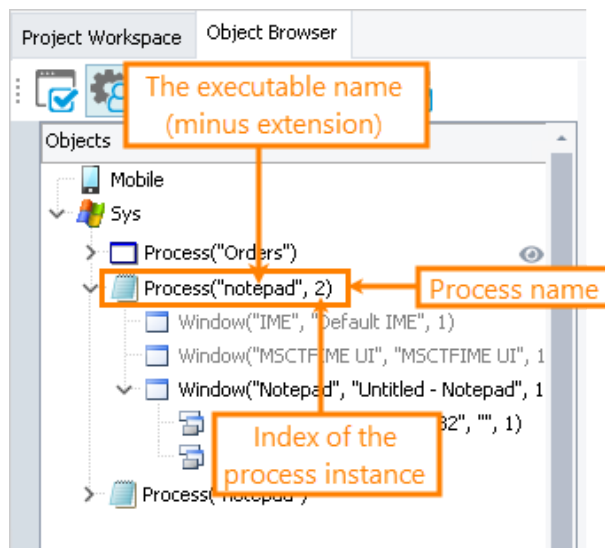 Project Workspace
Object Browser
The executable name
(minus extension)
Objects
Mobile
Sys
Process("Orders")
Process("notepad", 2)
Process name
Window("IME", "Default IME", 1)
Window("MSCTFIME UI", "MSCTFIME UI", 1
Window("Notepad", "Untitled - Notepad", 1
32", "", 1)
Index of the
process instance
Process("notepad")